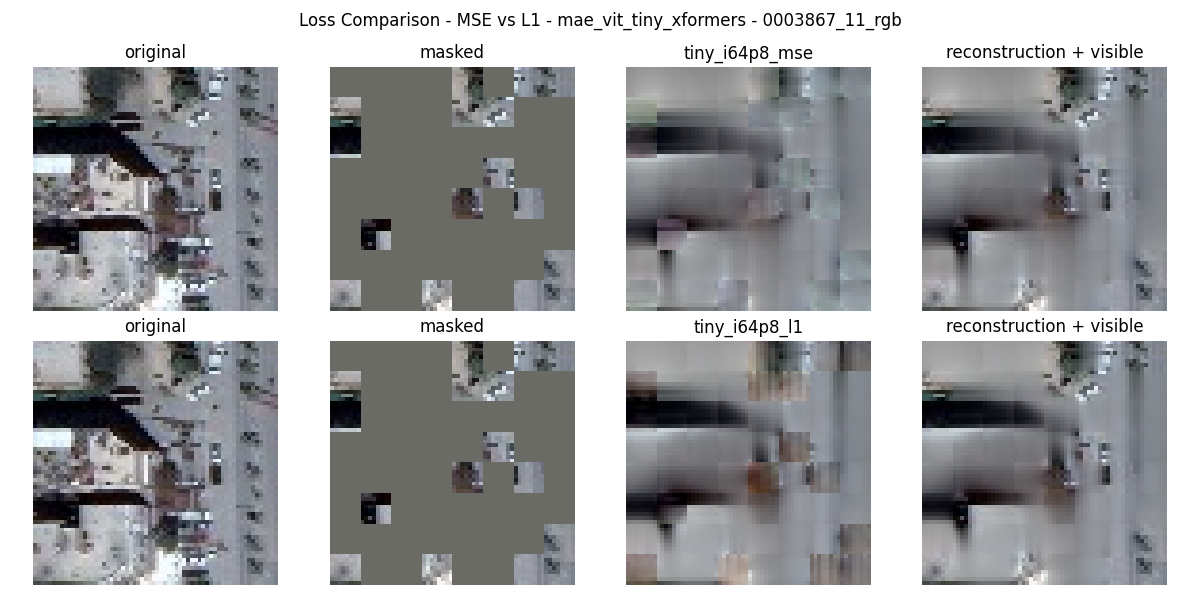 Loss Comparison - MSE vs L1 - mae_vit_tiny_xformers - 0003867_11_rgb
original masked tiny_i64p8_mse reconstruction + visible
original masked tiny_i64p8_l1 reconstruction + visible